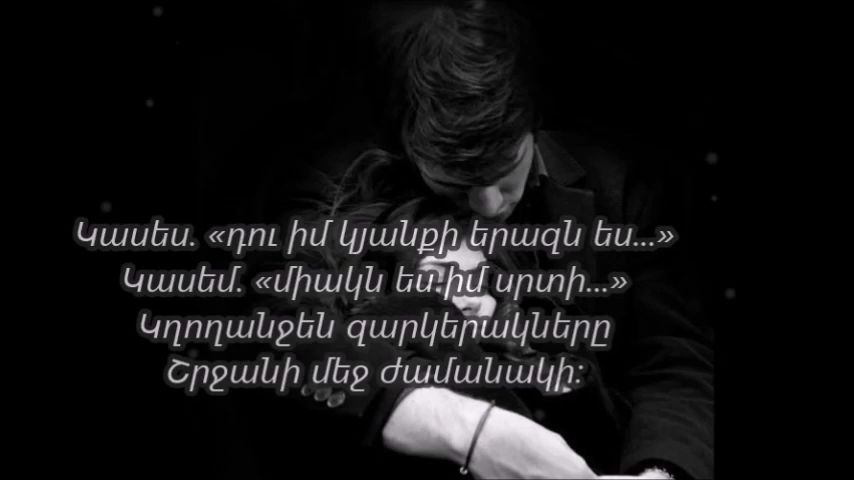 Կասես. «դու իմ կյանքի երազն ես...»
Կասեմ. «միակն ես իմ սրտի...»
Կղողանջեն զարկերակները
Շրջանի մեջ ժամանակի: